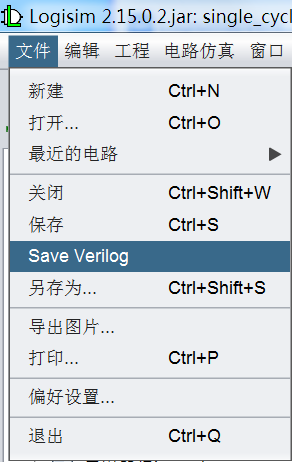 Logisim 2.15.0.2.jar: single_cycl
文件 编辑 工程 电路仿真 窗口
新建 Ctrl+N
打开... Ctrl+O
最近的电路
关闭 Ctrl+Shift+W
保存 Ctrl+S
Save Verilog
另存为... Ctrl+Shift+S
导出图片...
打印... Ctrl+P
偏好设置...
退出 Ctrl+Q